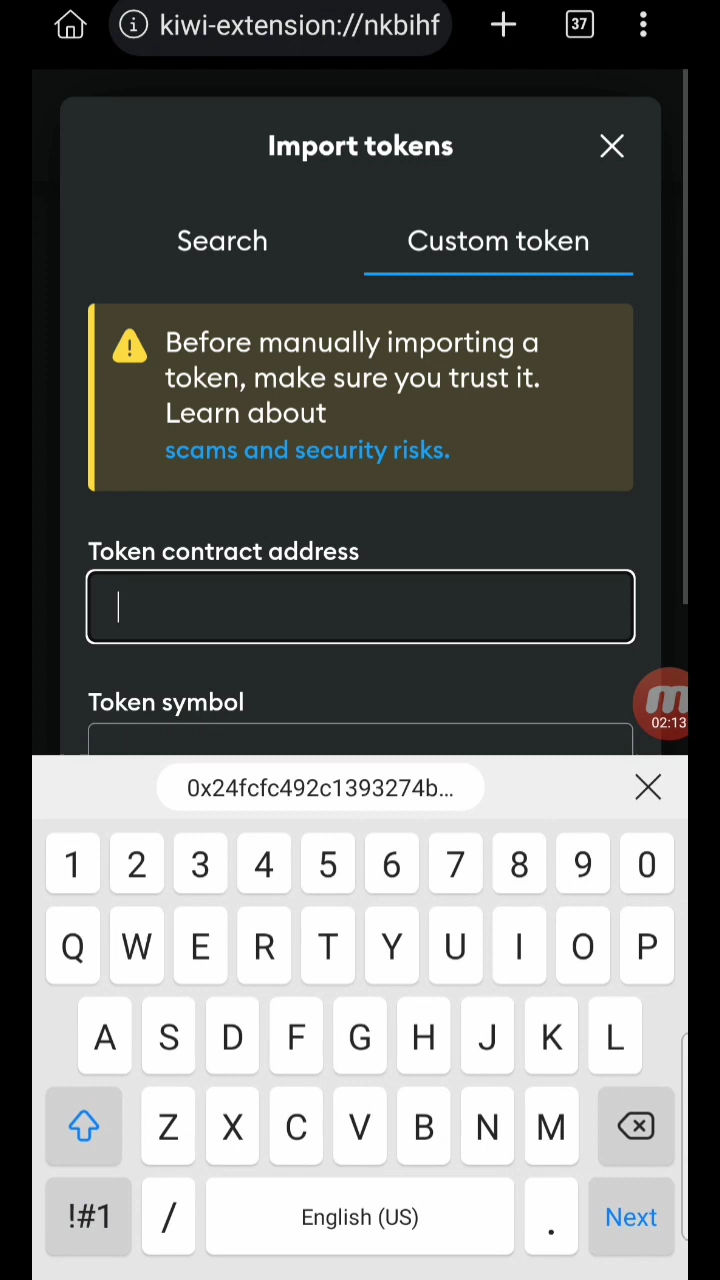 kiwi-extension://nkbihf
37
Import tokens
Search
Custom token
Before manually importing a
token, make sure you trust it.
Learn about
scams and security risks.
Token contract address
Token symbol
02:13
0x24fcfc492c1393274b...
1 2 3 4 5 6 7 8 9 0
Q W E R T Y U I O P
A S D F G H J K L
Z X C V B N M
!#1 / English (US) . Next